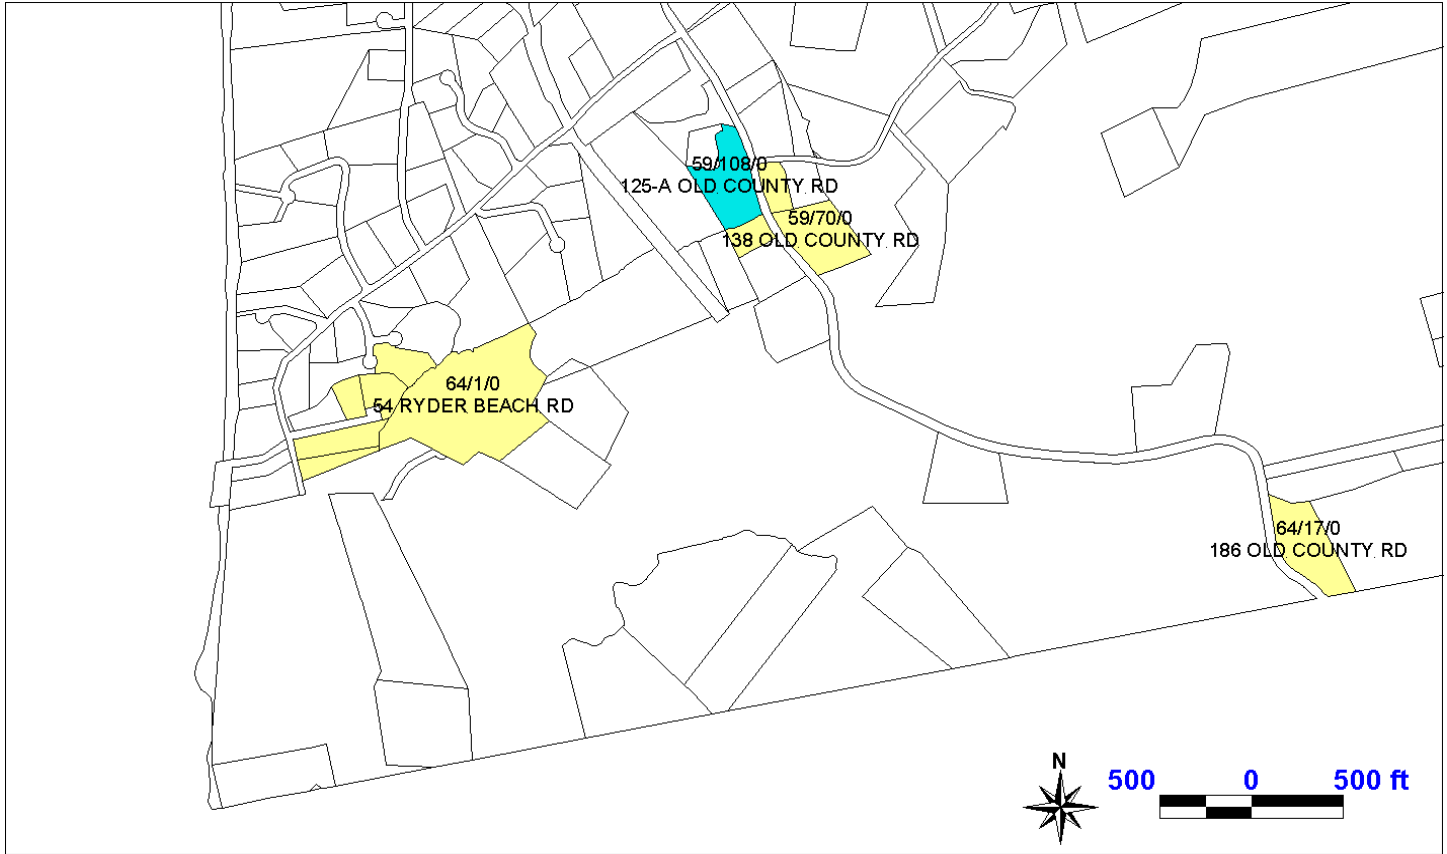 59/108/0
125-A OLD COUNTY RD
59/70/0
138 OLD COUNTY RD
64/1/0
54 RYDER BEACH RD
64/17/0
186 OLD COUNTY RD
N
500 0 500 ft